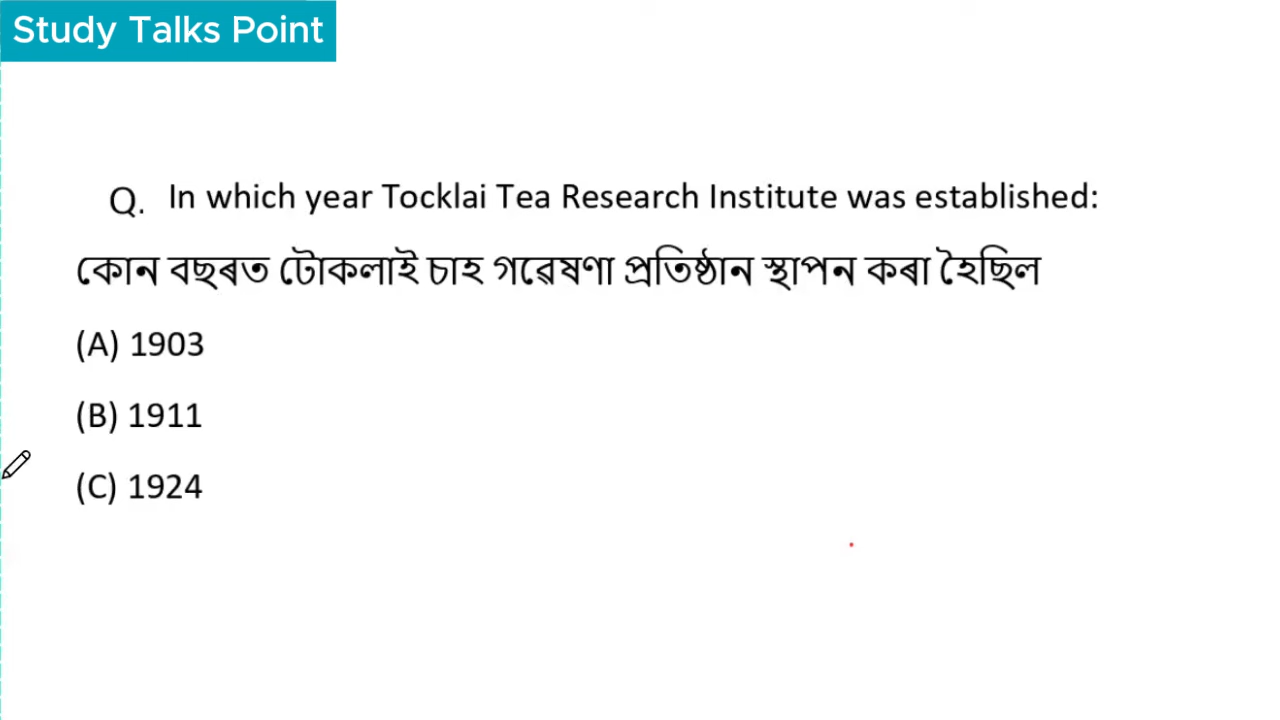 Study Talks Point
Q. In which year Tocklai Tea Research Institute was established:
কোন বছৰত টোকলাই চাহ গৱেষণা প্ৰতিষ্ঠান স্থাপন কৰা হৈছিল
(A) 1903
(B) 1911
(C) 1924